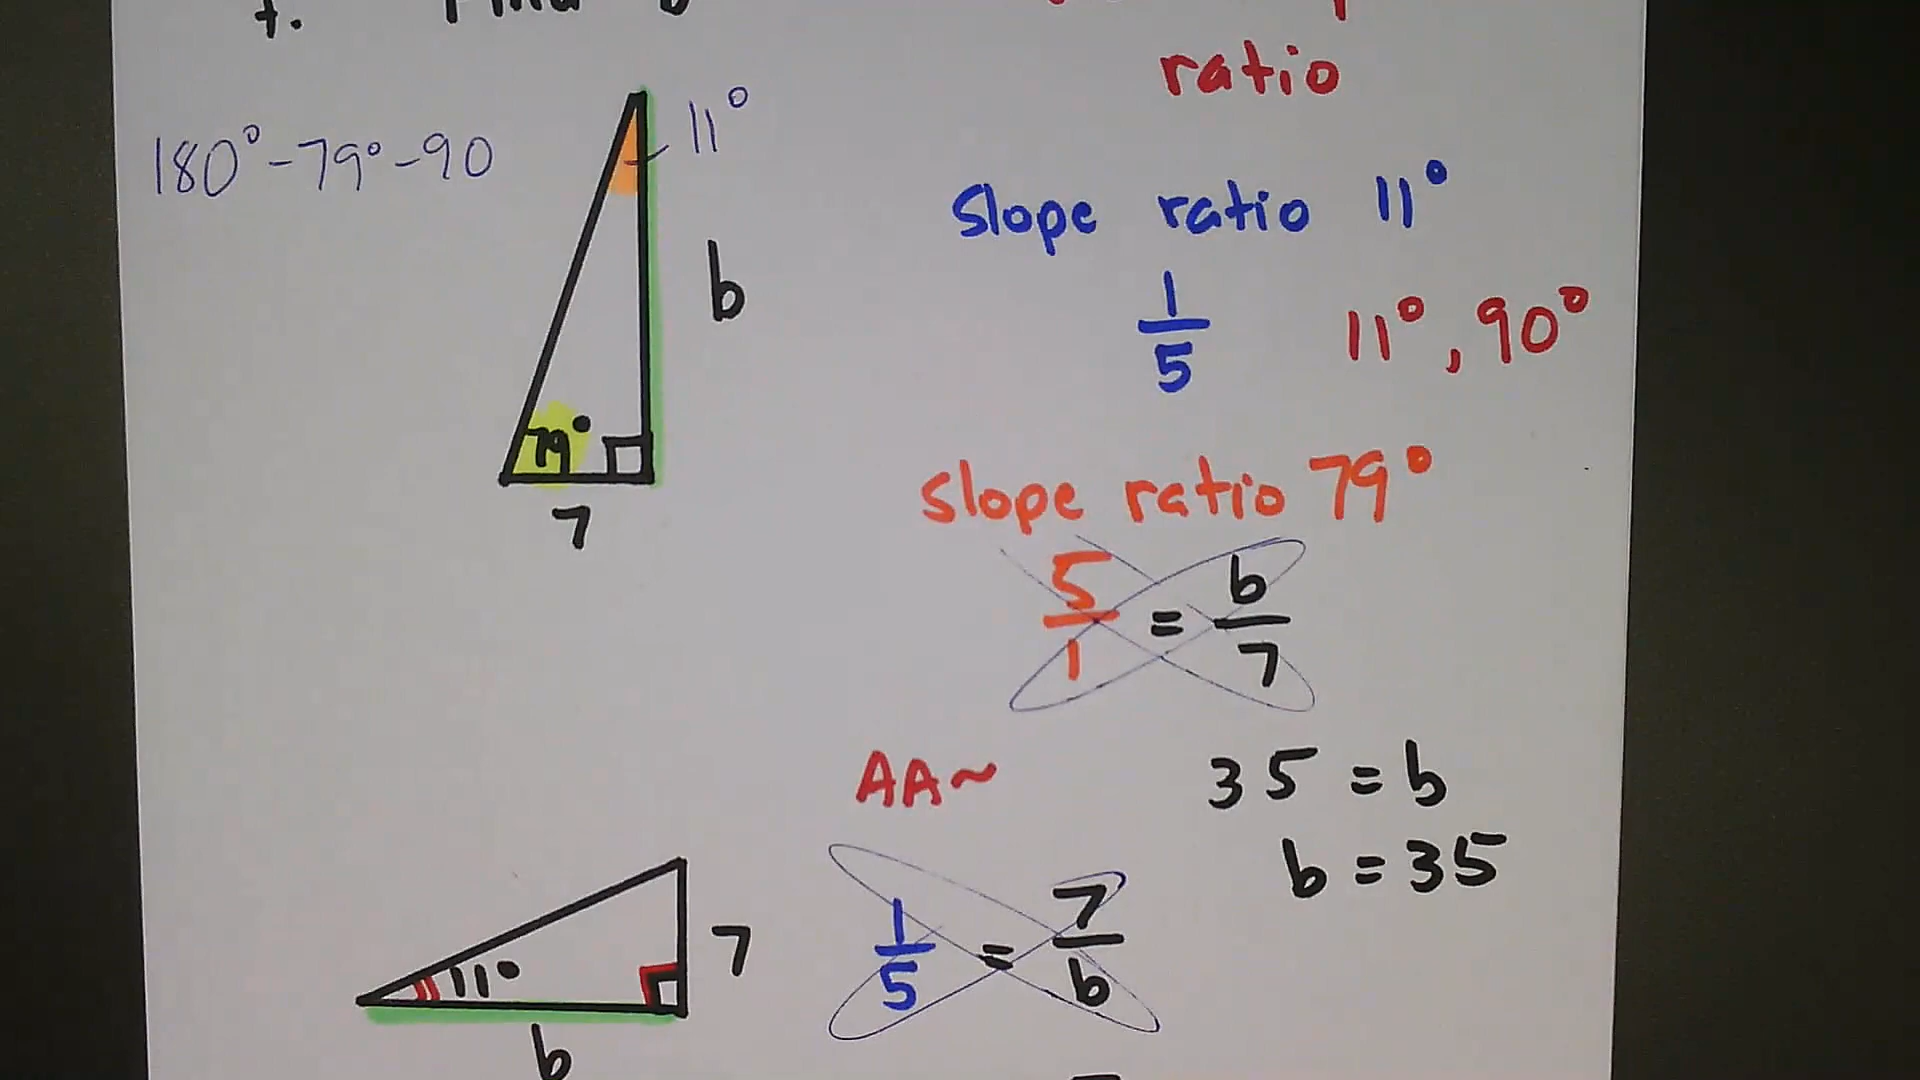 ratio
180°-79°-90
11°
b
79°
7
slope ratio 11°
1/5
11°, 90°
slope ratio 79°
5/1 = b/7
AA~
35 = b
b = 35
11°
7
b
1/5 = 7/b